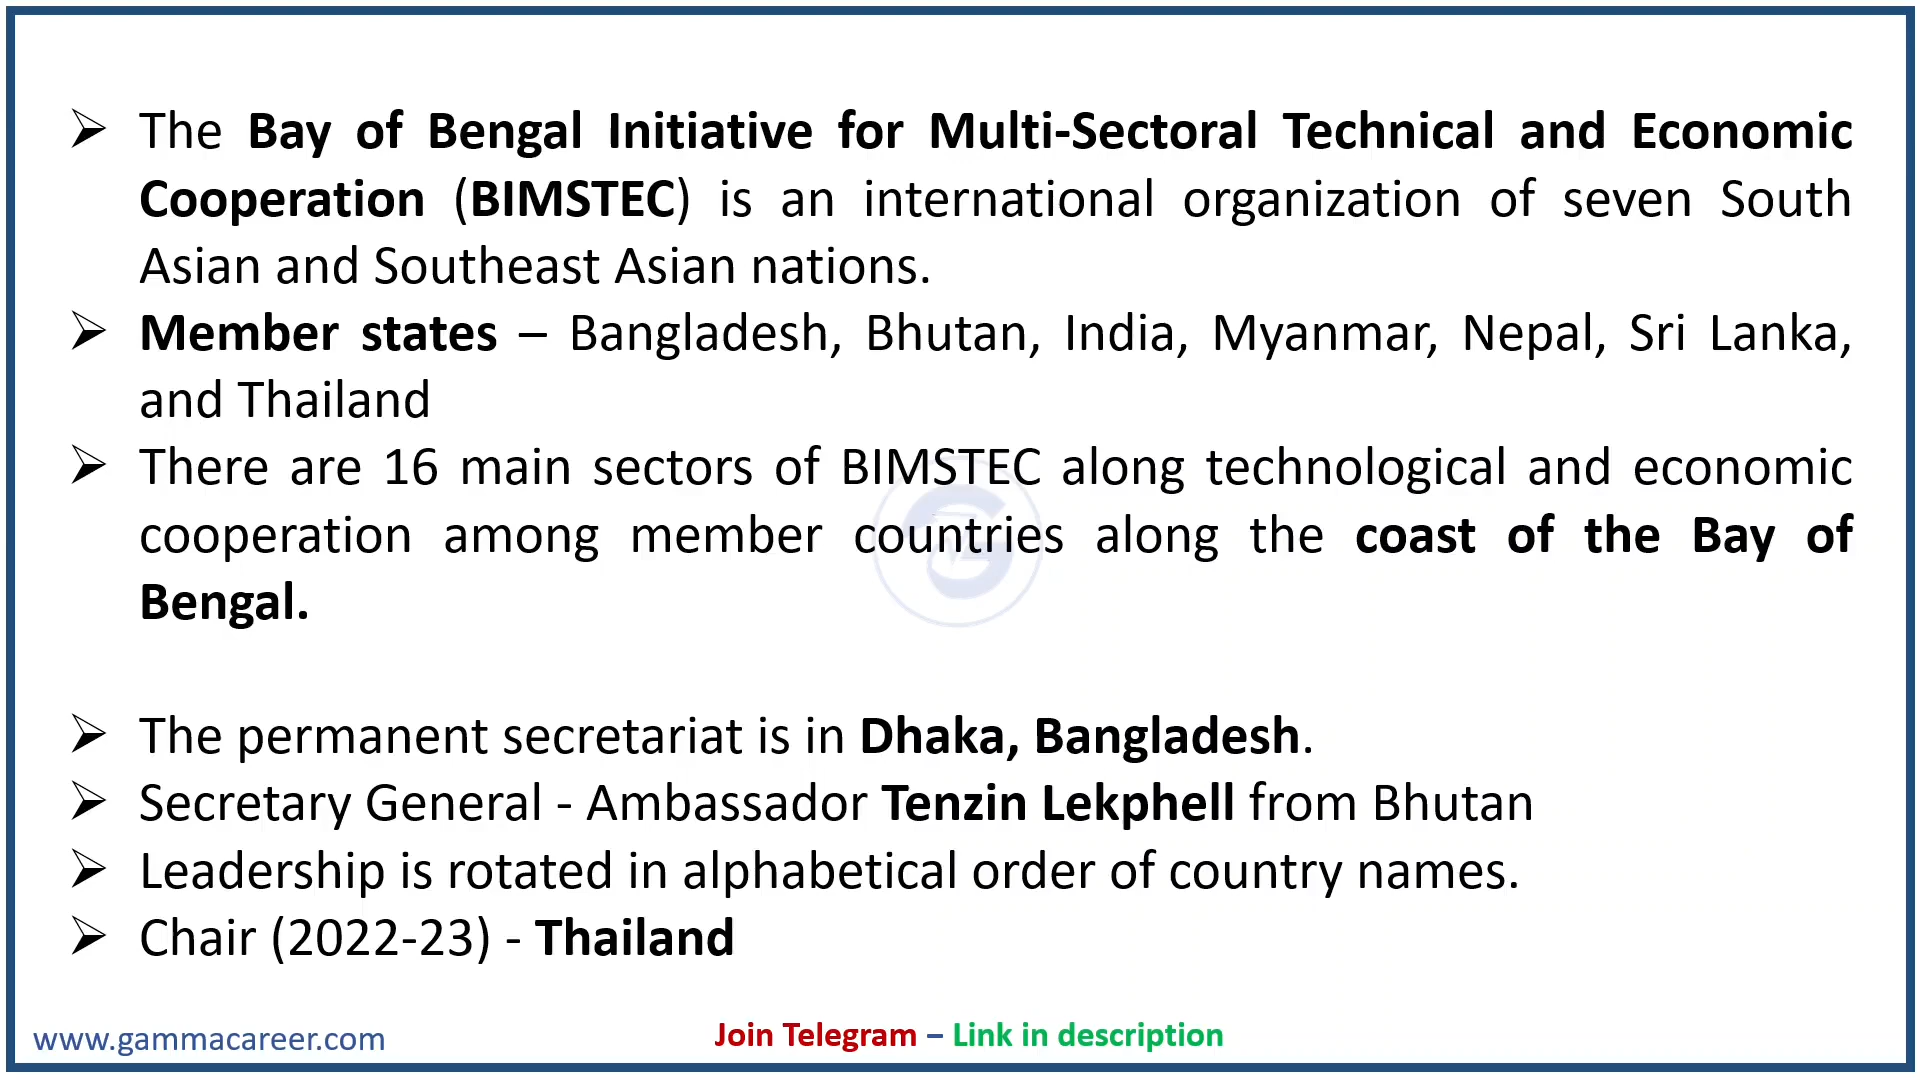 ➢ The Bay of Bengal Initiative for Multi-Sectoral Technical and Economic
Cooperation (BIMSTEC) is an international organization of seven South
Asian and Southeast Asian nations.
➢ Member states – Bangladesh, Bhutan, India, Myanmar, Nepal, Sri Lanka,
and Thailand
➢ There are 16 main sectors of BIMSTEC along technological and economic
cooperation among member countries along the coast of the Bay of
Bengal.
➢ The permanent secretariat is in Dhaka, Bangladesh.
➢ Secretary General - Ambassador Tenzin Lekphell from Bhutan
➢ Leadership is rotated in alphabetical order of country names.
➢ Chair (2022-23) - Thailand
www.gammacareer.com
Join Telegram – Link in description